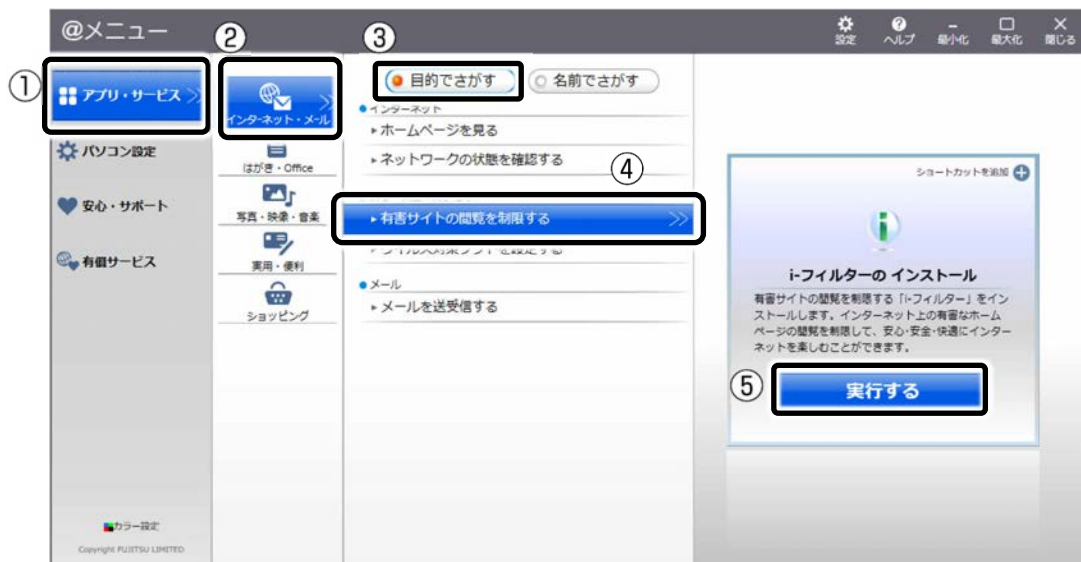 @メニュー
設定
ヘルプ
最小化
最大化
閉じる
①
アプリ・サービス
パソコン設定
安心・サポート
有償サービス
カラー設定
Copyright FUJITSU LIMITED
②
インターネット・メール
はがき・Office
写真・映像・音楽
実用・便利
ショッピング
③
目的でさがす
名前でさがす
インターネット
ホームページを見る
ネットワークの状態を確認する
④
有害サイトの閲覧を制限する
メール
メールを送受信する
ショートカットを追加
i-フィルターの インストール
有害サイトの閲覧を制限する「i-フィルター」をイン
ストールします。インターネット上の有害なホーム
ページの閲覧を制限して、安心・安全・快適にインター
ネットを楽しむことができます。
⑤
実行する